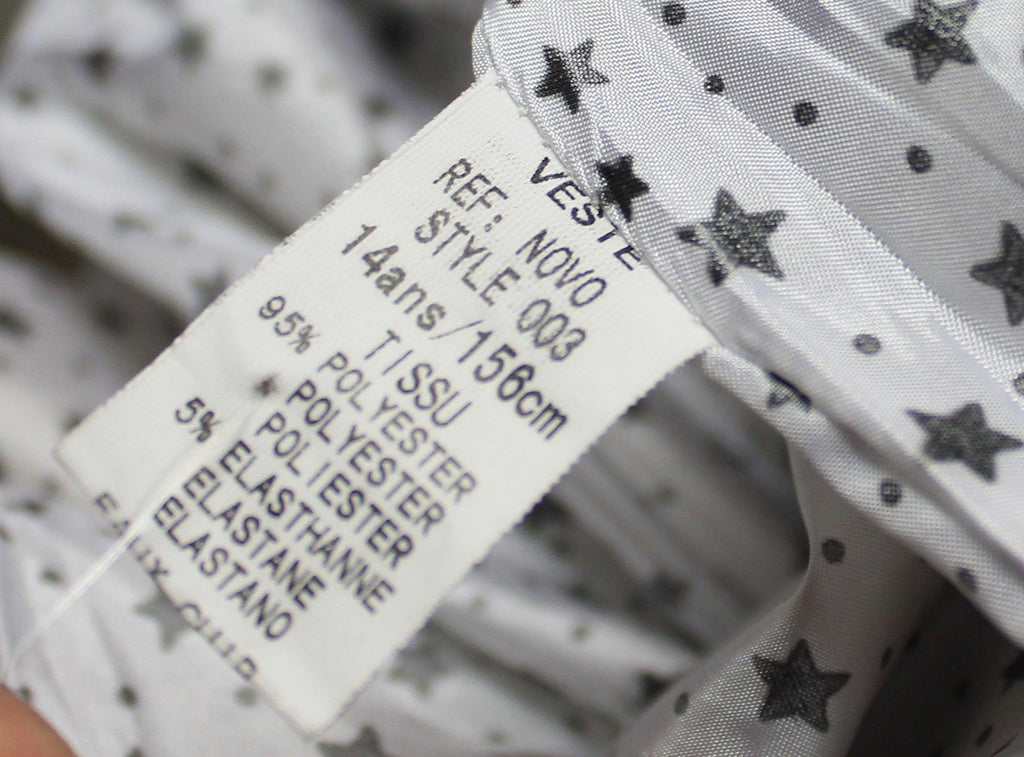 VESTE
REF: NOVO
STYLE 003
14ans/156cm
TISSU
95% POLYESTER
POLYESTER
POLIESTER
5% ELASTHANNE
ELASTANE
ELASTANO